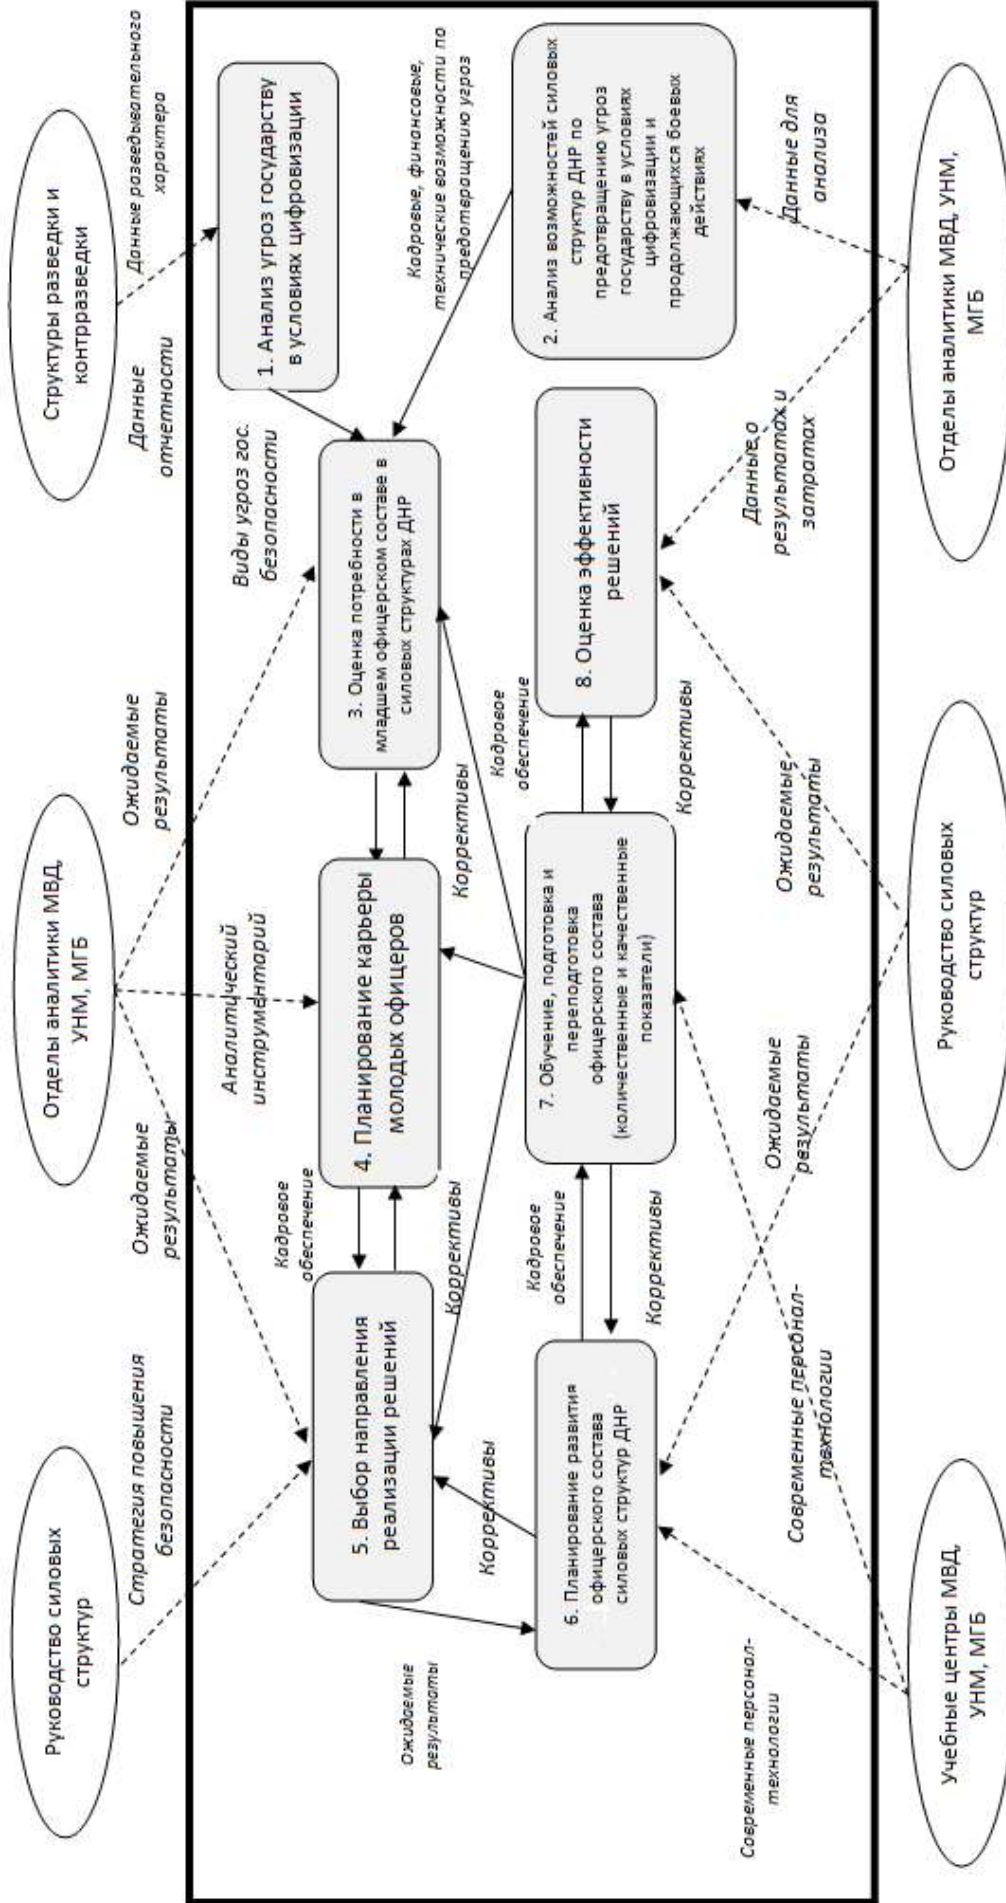 Руководство силовых
структур
Отделы аналитики МВД,
УНМ, МГБ
Структуры разведки и
контрразведки
Стратегия повышения
безопасности
Ожидаемые
результаты
Ожидаемые
результаты
Данные
отчетности
Данные разведывательного
характера
Аналитический
инструментарий
Виды угроз гос.
безопасности
1. Анализ угроз государству
в условиях цифровизации
Кадровое
обеспечение
5. Выбор направления
реализации решений
4. Планирование карьеры
молодых офицеров
3. Оценка потребности в
младшем офицерском составе в
силовых структурах ДНР
Кадровые, финансовые,
технические возможности по
предотеращению угроз
Ожидаемые
результаты
Коррективы
Коррективы
Коррективы
Кадровое
обеспечение
Кадровое
обеспечение
6. Планирование развития
офицерского состава
силовых структур ДНР
7. Обучение, подготовка и
переподготовка
офицерского состава
(количественные и качественные
показатели)
8. Оценка эффективности
решений
2. Анализ возможностей силовых
структур ДНР по
предотвращению угроз
государству в условиях
цифровизации и
продолжающихся боевых
действиях
Коррективы
Коррективы
Современные персонал-
технологии
Современные персонал-
технологии
Ожидаемые
результаты
Ожидаемые
результаты
Данные о
результатах и
затратах
Данные для
анализа
Учебные центры МВД,
УНМ, МГБ
Руководство силовых
структур
Отделы аналитики МВД, УНМ,
МГБ